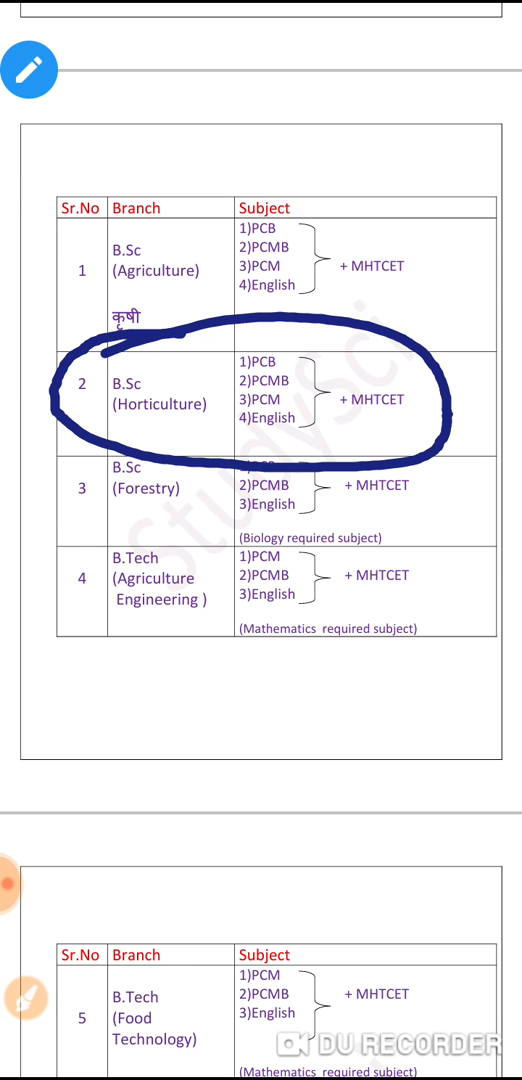 Sr.No Branch Subject
1 B.Sc (Agriculture) कृषी
1)PCB
2)PCMB
3)PCM
4)English
+ MHTCET
2 B.Sc (Horticulture)
1)PCB
2)PCMB
3)PCM
4)English
+ MHTCET
3 B.Sc (Forestry)
1)PCB
2)PCMB
3)English
+ MHTCET
(Biology required subject)
4 B.Tech (Agriculture Engineering )
1)PCM
2)PCMB
3)English
+ MHTCET
(Mathematics required subject)
StudySci
Sr.No Branch Subject
5 B.Tech (Food Technology)
1)PCM
2)PCMB
3)English
+ MHTCET
(Mathematics required subject)
DU RECORDER